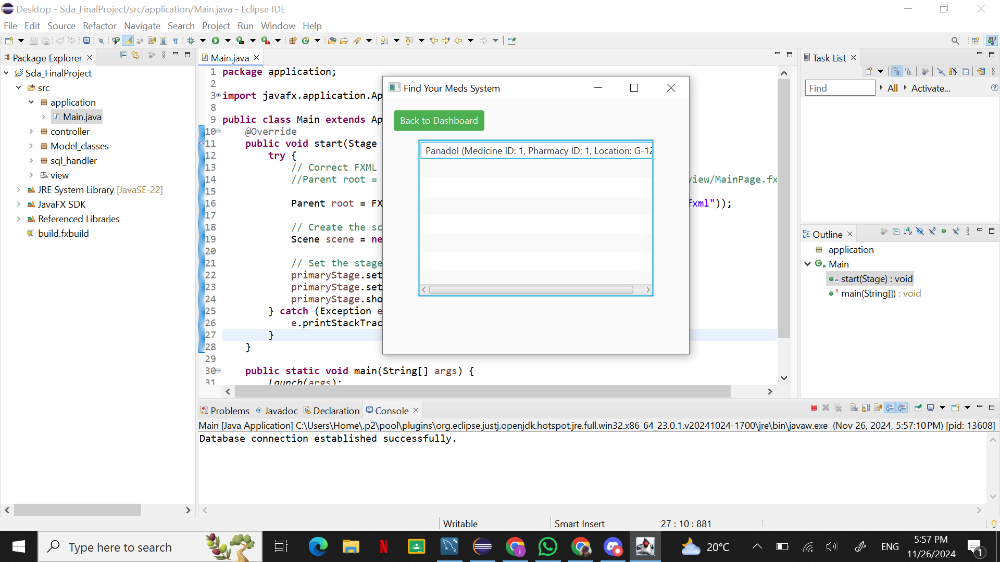 Desktop - Sda_FinalProject/src/application/Main.java - Eclipse IDE
File Edit Source Refactor Navigate Search Project Run Window Help
Package Explorer
Sda_FinalProject
src
application
Main.java
controller
Model_classes
sql_handler
view
JRE System Library [JavaSE-22]
JavaFX SDK
Referenced Libraries
build.fxbuild
Main.java
1 package application;
2
3 import javafx.application.Ap
8
9 public class Main extends Ap
10 @Override
11 public void start(Stage
12 try {
13 // Correct FXML
14 //Parent root = view/MainPage.fx
15
16 Parent root = FX fxml"));
17
18 // Create the sc
19 Scene scene = ne
20
21 // Set the stage
22 primaryStage.set
23 primaryStage.set
24 primaryStage.sho
25 } catch (Exception e
26 e.printStackTrac
27 }
28 }
29
30 public static void main(String[] args) {
31 launch(args);
Find Your Meds System
Back to Dashboard
Panadol (Medicine ID: 1, Pharmacy ID: 1, Location: G-12
Task List
Find All Activate...
Outline
application
Main
start(Stage) : void
main(String[]) : void
Problems Javadoc Declaration Console
Main [Java Application] C:\Users\Home\.p2\pool\plugins\org.eclipse.justj.openjdk.hotspot.jre.full.win32.x86_64_23.0.1.v20241024-1700\jre\bin\javaw.exe (Nov 26, 2024, 5:57:10 PM) [pid: 13608]
Database connection established successfully.
Writable Smart Insert 27 : 10 : 881
Type here to search
20°C
ENG
5:57 PM
11/26/2024
1